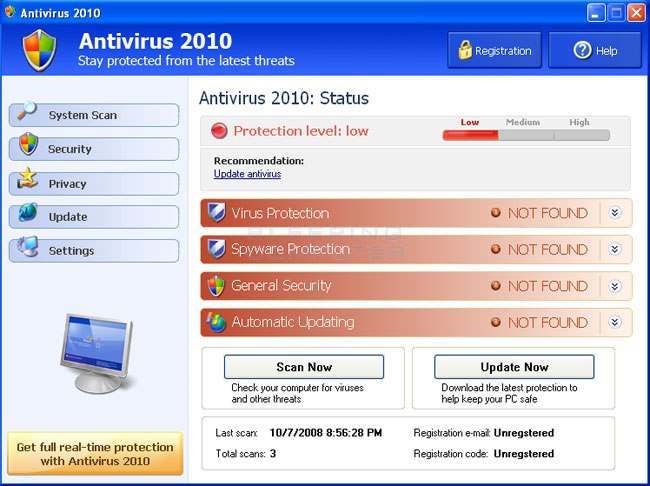 Antivirus 2010
Antivirus 2010
Stay protected from the latest threats
Registration
Help
System Scan
Security
Privacy
Update
Settings
Get full real-time protection
with Antivirus 2010
Antivirus 2010: Status
Protection level: low
Low Medium High
Recommendation:
Update antivirus
Virus Protection NOT FOUND
BLEEPING
COMPUTER
Spyware Protection NOT FOUND
General Security NOT FOUND
Automatic Updating NOT FOUND
Scan Now
Check your computer for viruses
and other threats
Update Now
Download the latest protection to
help keep your PC safe
Last scan: 10/7/2008 8:56:28 PM
Total scans: 3
Registration e-mail: Unregstered
Registration code: Unregstered